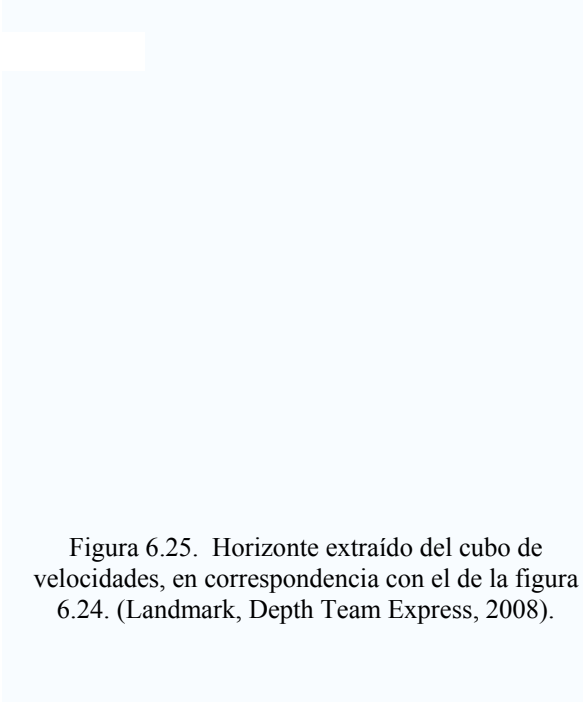 Figura 6.25.  Horizonte extraído del cubo de
velocidades, en correspondencia con el de la figura
6.24. (Landmark, Depth Team Express, 2008).